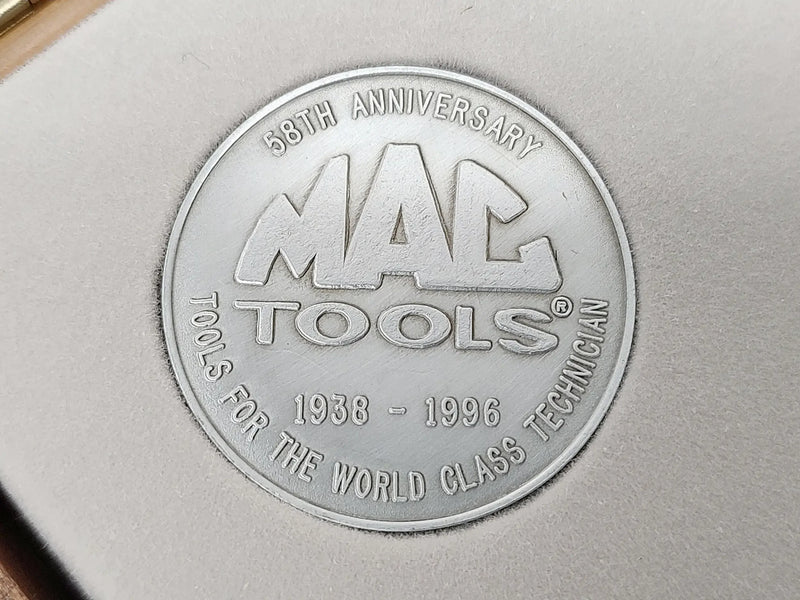 58TH ANNIVERSARY
MAC
TOOLS®
1938 - 1996
TOOLS FOR THE WORLD CLASS TECHNICIAN